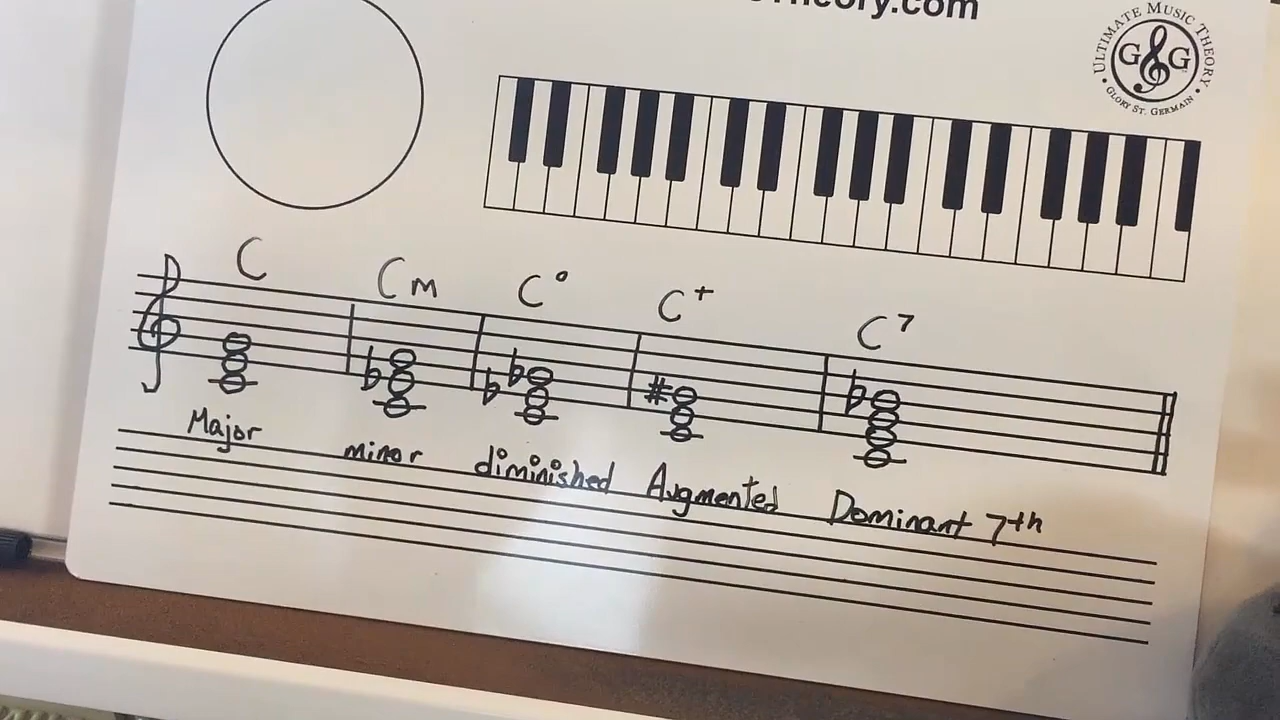 Theory.com
ULTIMATE MUSIC THEORY
G G
GLORY ST. GERMAIN
C Cm C° C+ C7
Major minor diminished Augmented Dominant 7th